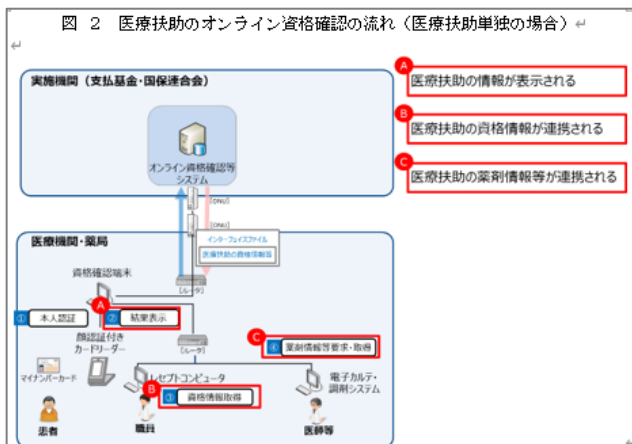 図 2 医療扶助のオンライン資格確認の流れ（医療扶助単独の場合）
実施機関（支払基金・国保連合会）
A
医療扶助の情報が表示される
B
医療扶助の資格情報が連携される
C
医療扶助の薬剤情報等が連携される
オンライン資格確認等
システム
[ONU]
[ONU]
医療機関・薬局
インターフェイスファイル
医療扶助の資格情報等
資格確認端末
[ルータ]
A
① 本人認証
② 結果表示
顔認証付き
カードリーダー
[ルータ]
C
④ 薬剤情報等要求・取得
マイナンバーカード
レセプトコンピュータ
電子カルテ・
調剤システム
B
③ 資格情報取得
患者
職員
医師等